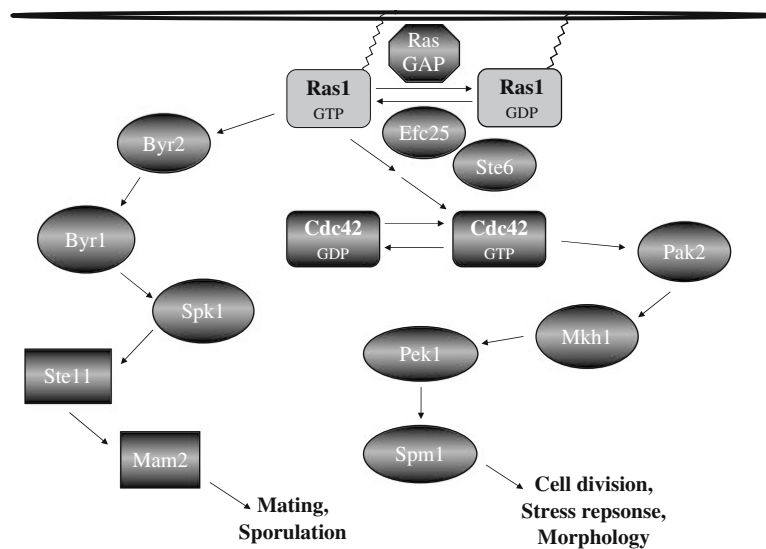 Ras
GAP
Ras1
GTP
Ras1
GDP
Efc25
Ste6
Byr2
Byr1
Spk1
Ste11
Mam2
Mating,
Sporulation
Cdc42
GDP
Cdc42
GTP
Pak2
Mkh1
Pek1
Spm1
Cell division,
Stress repsonse,
Morphology